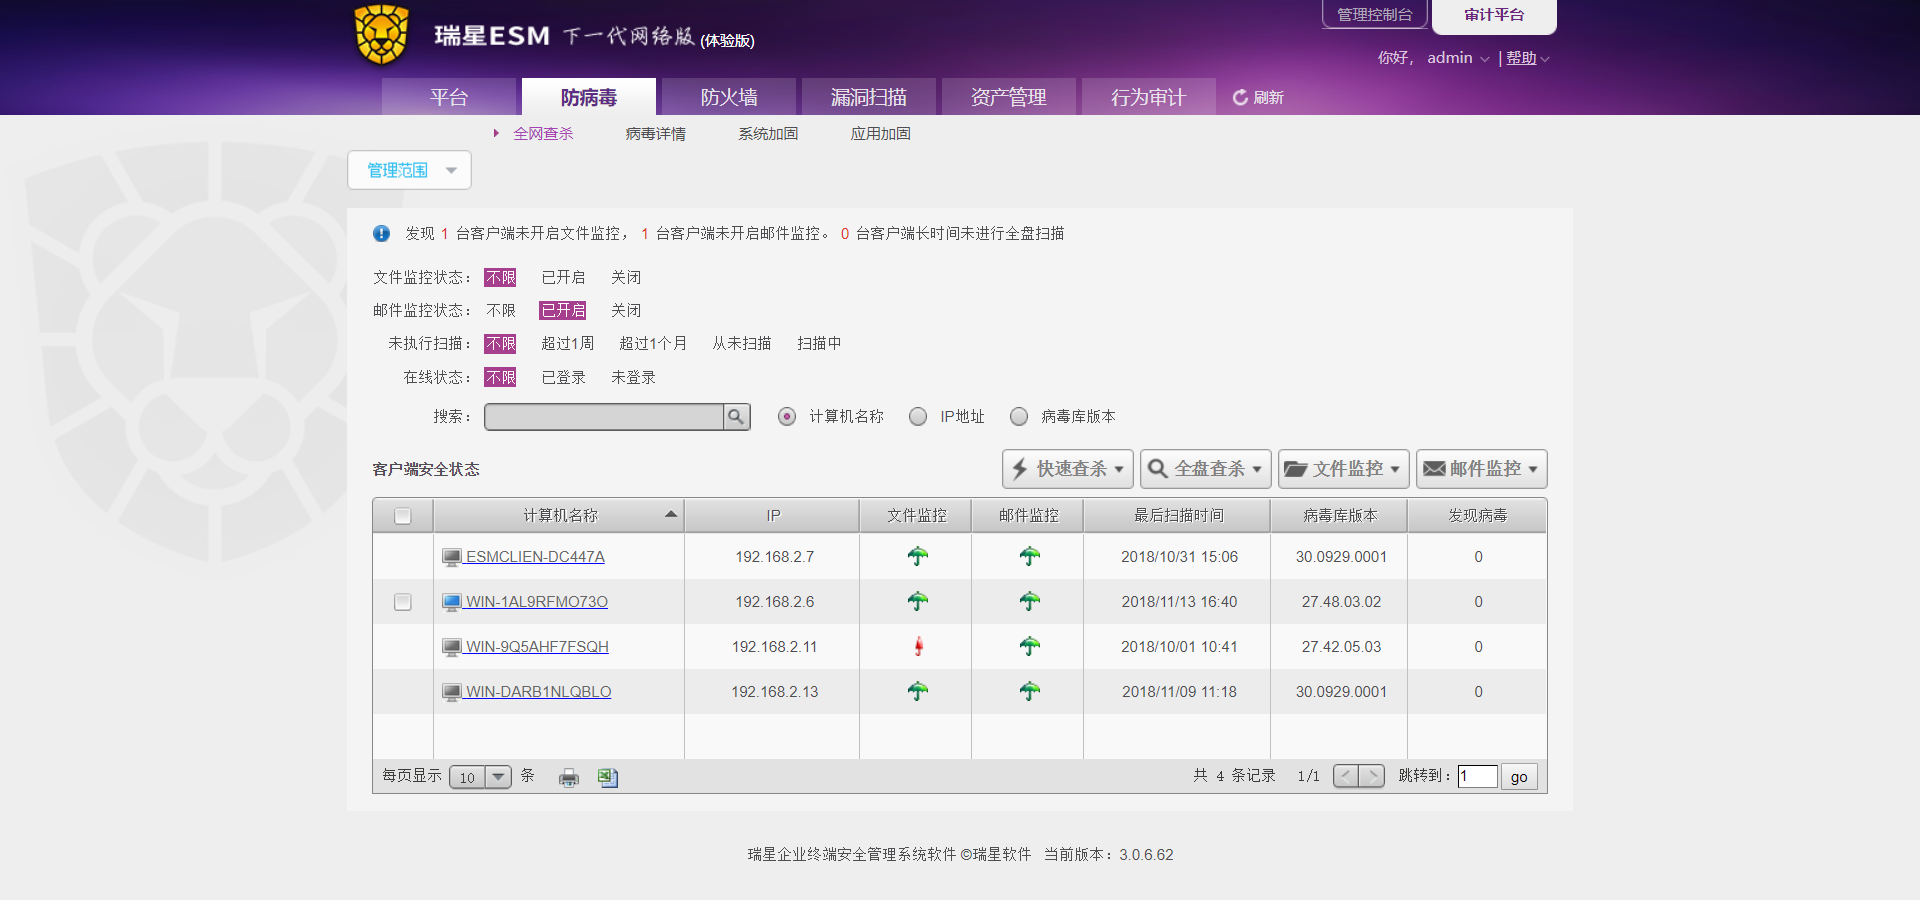 瑞星ESM 下一代网络版 (体验版)
管理控制台 审计平台
你好， admin | 帮助
平台 防病毒 防火墙 漏洞扫描 资产管理 行为审计 刷新
全网查杀 病毒详情 系统加固 应用加固
管理范围
发现 1 台客户端未开启文件监控， 1 台客户端未开启邮件监控。 0 台客户端长时间未进行全盘扫描
文件监控状态： 不限 已开启 关闭
邮件监控状态： 不限 已开启 关闭
未执行扫描： 不限 超过1周 超过1个月 从未扫描 扫描中
在线状态： 不限 已登录 未登录
搜索： 计算机名称 IP地址 病毒库版本
客户端安全状态 快速查杀 全盘查杀 文件监控 邮件监控
计算机名称 IP 文件监控 邮件监控 最后扫描时间 病毒库版本 发现病毒
ESMCLIEN-DC447A 192.168.2.7 2018/10/31 15:06 30.0929.0001 0
WIN-1AL9RFMO73O 192.168.2.6 2018/11/13 16:40 27.48.03.02 0
WIN-9Q5AHF7FSQH 192.168.2.11 2018/10/01 10:41 27.42.05.03 0
WIN-DARB1NLQBLO 192.168.2.13 2018/11/09 11:18 30.0929.0001 0
每页显示 10 条 共 4 条记录 1/1 < > 跳转到： 1 go
瑞星企业终端安全管理系统软件 ©瑞星软件 当前版本：3.0.6.62